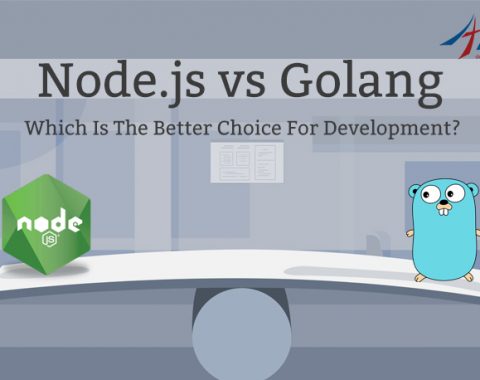 Node.js vs Golang
Which Is The Better Choice For Development?
node
JS